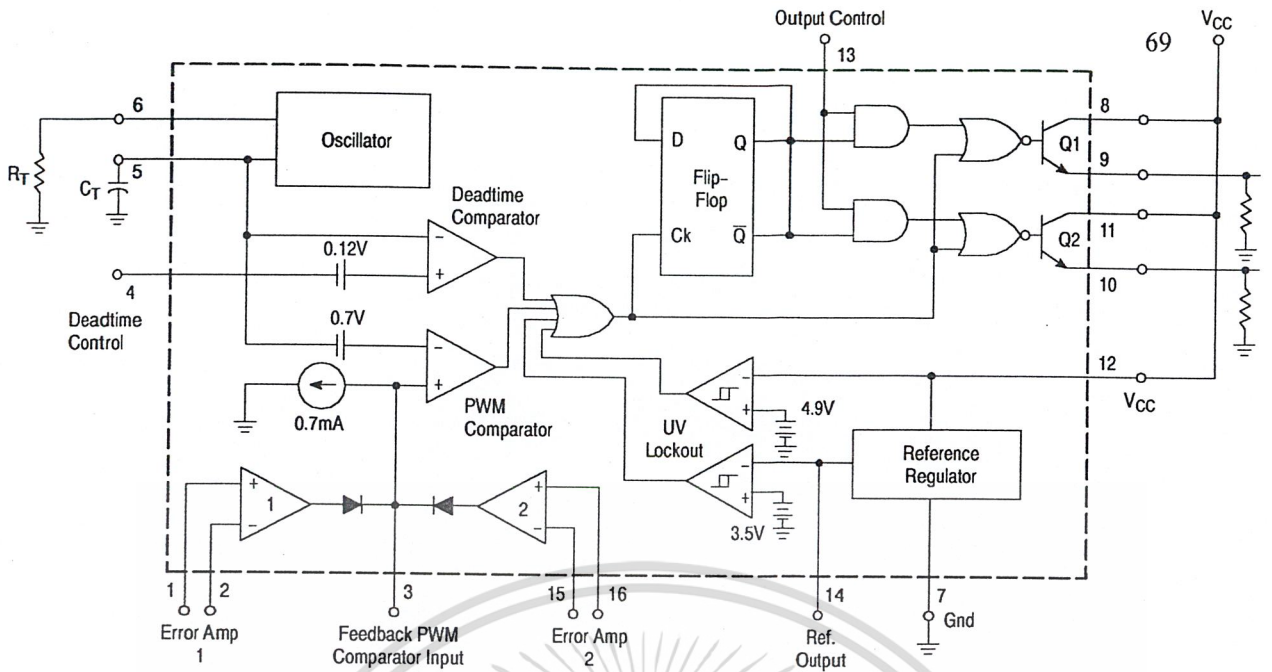 Output Control
VCC
69
13
6
8
Oscillator
D
Q
Q1
5
RT
CT
9
Flip-
Flop
Deadtime
Comparator
11
Ck
Q
Q2
0.12V
-
+
4
10
Deadtime
Control
0.7V
-
+
12
VCC
0.7mA
PWM
Comparator
-
+
4.9V
UV
Lockout
Reference
Regulator
+
1
-
+
2
-
-
+
3.5V
1
2
3
15
16
14
7
Gnd
Error Amp
1
Feedback PWM
Comparator Input
Error Amp
2
Ref.
Output